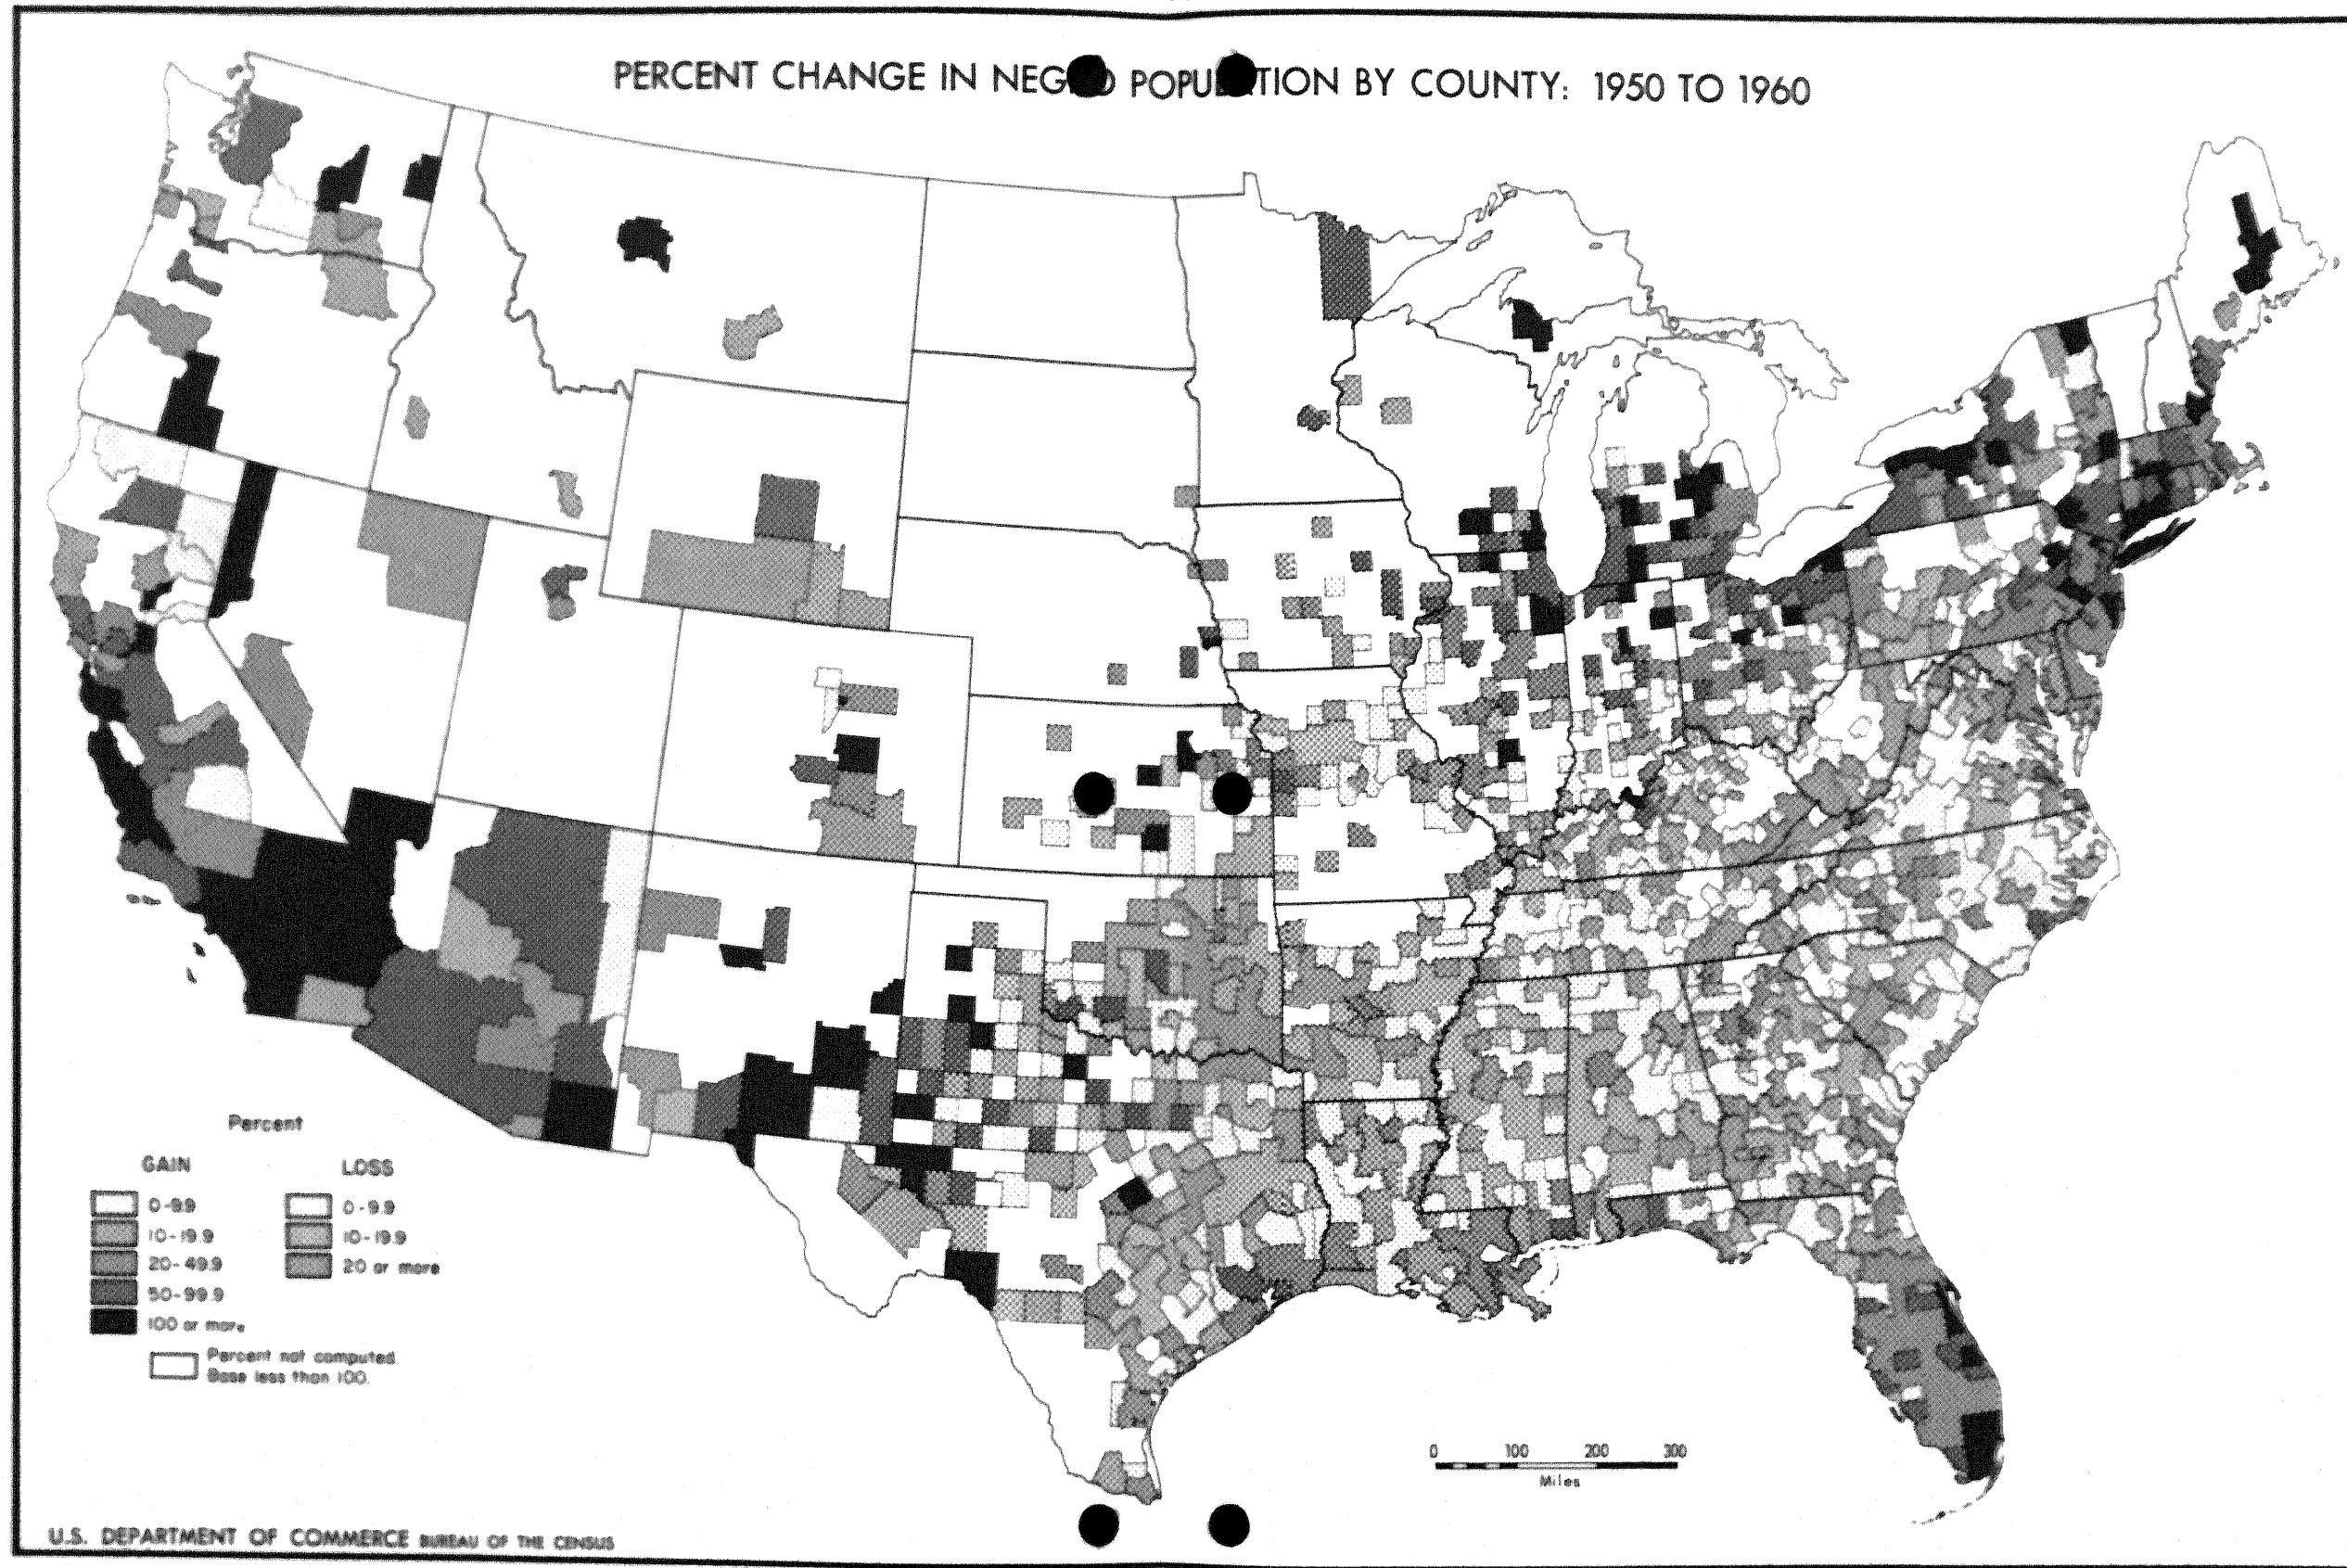 PERCENT CHANGE IN NEGRO POPULATION BY COUNTY: 1950 TO 1960
Percent
GAIN
0-9.9
10-19.9
20-49.9
50-99.9
100 or more
LOSS
0-9.9
10-19.9
20 or more
Percent not computed.
Base less than 100.
0 100 200 300
Miles
U.S. DEPARTMENT OF COMMERCE BUREAU OF THE CENSUS